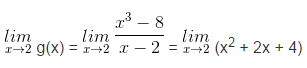 lim x→2 g(x) = lim x→2 (x³ − 8)/(x − 2) = lim x→2 (x² + 2x + 4)